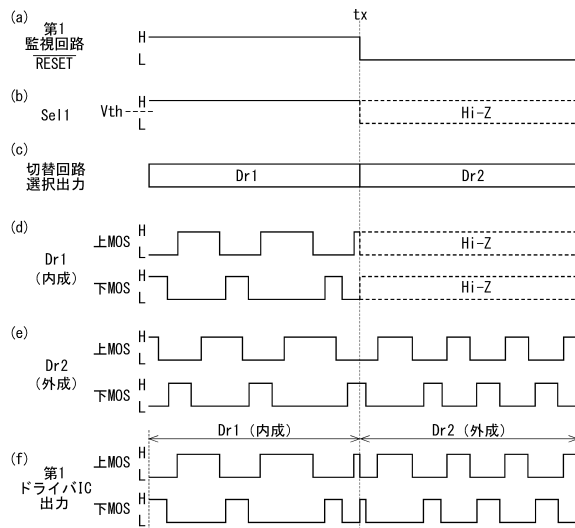 tx
(a)
第1
監視回路
RESET
H
L
(b)
Sel1
Vth
H
L
Hi-Z
(c)
切替回路
選択出力
Dr1
Dr2
(d)
Dr1
(内成)
上MOS
H
L
Hi-Z
下MOS
H
L
Hi-Z
(e)
Dr2
(外成)
上MOS
H
L
下MOS
H
L
Dr1 (内成)
Dr2 (外成)
(f)
第1
ドライバIC
出力
上MOS
H
L
下MOS
H
L